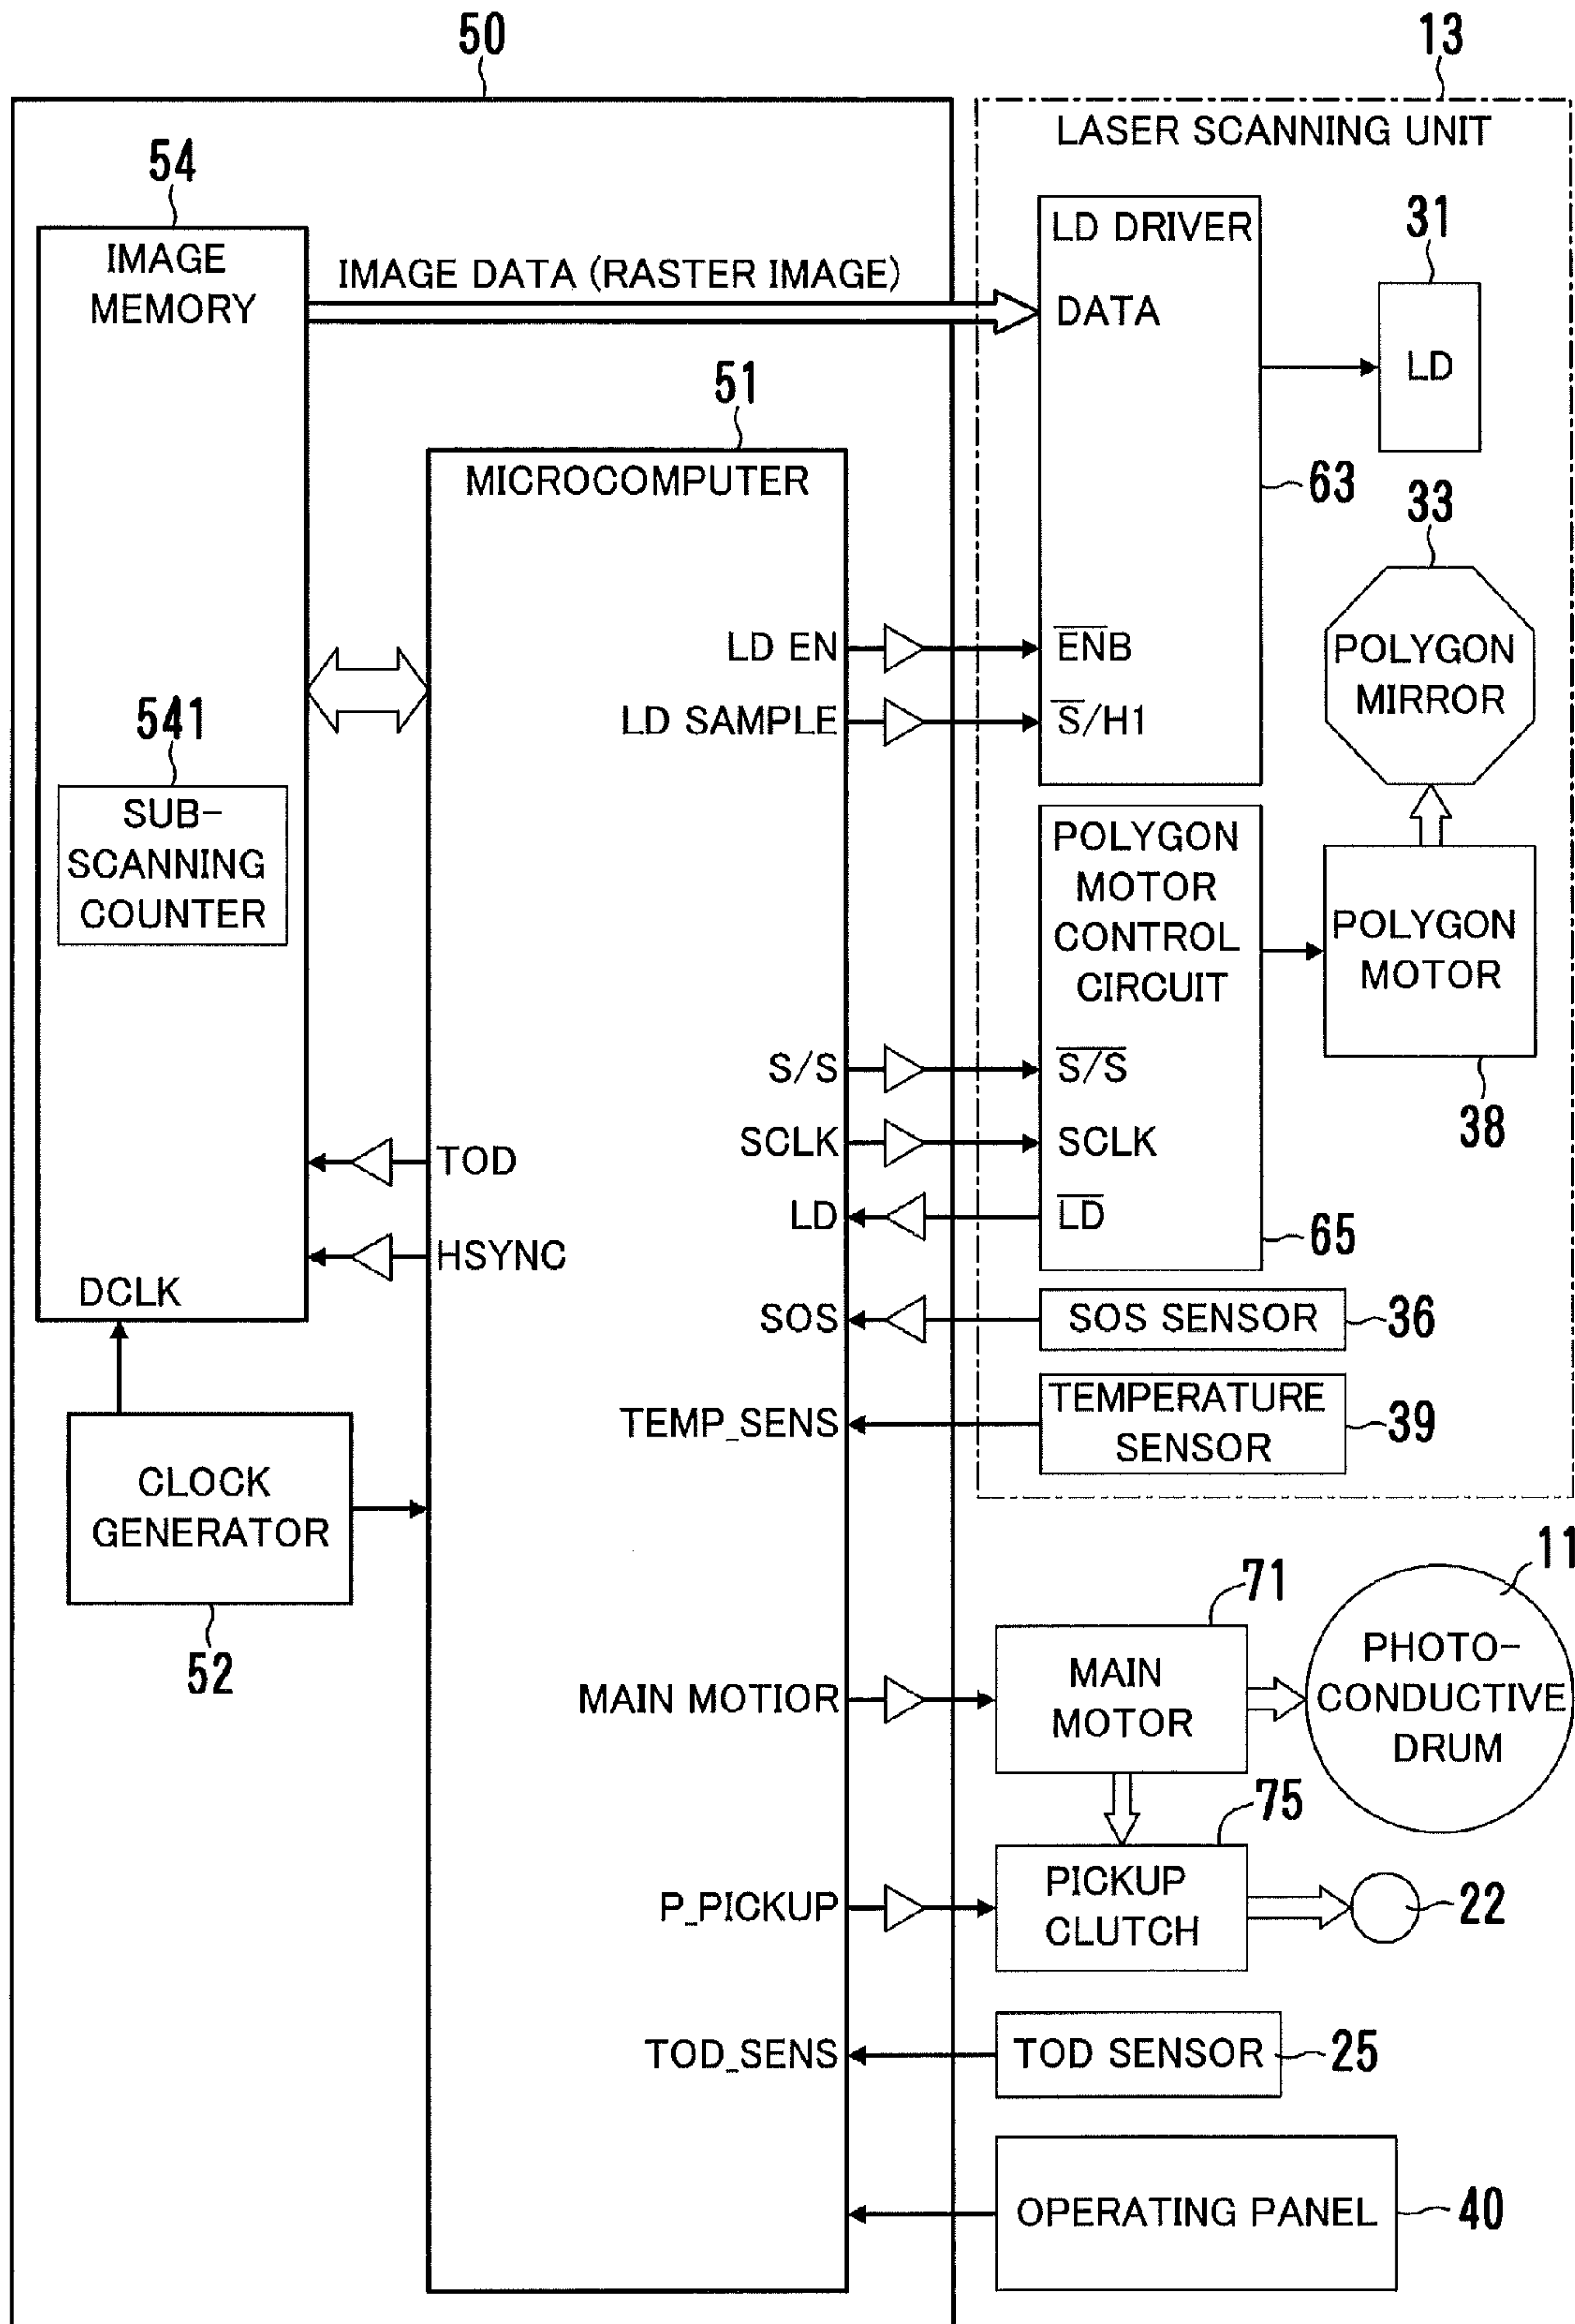 50
13
LASER SCANNING UNIT
54
IMAGE
MEMORY
IMAGE DATA (RASTER IMAGE)
LD DRIVER
DATA
31
LD
51
MICROCOMPUTER
63
33
POLYGON
MIRROR
LD EN
ENB
LD SAMPLE
S/H1
541
SUB-
SCANNING
COUNTER
POLYGON
MOTOR
CONTROL
CIRCUIT
POLYGON
MOTOR
38
S/S
S/S
SCLK
SCLK
LD
LD
65
TOD
HSYNC
DCLK
SOS
SOS SENSOR
36
TEMP_SENS
TEMPERATURE
SENSOR
39
CLOCK
GENERATOR
52
71
11
MAIN MOTIOR
MAIN
MOTOR
PHOTO-
CONDUCTIVE
DRUM
75
P_PICKUP
PICKUP
CLUTCH
22
TOD_SENS
TOD SENSOR
25
OPERATING PANEL
40